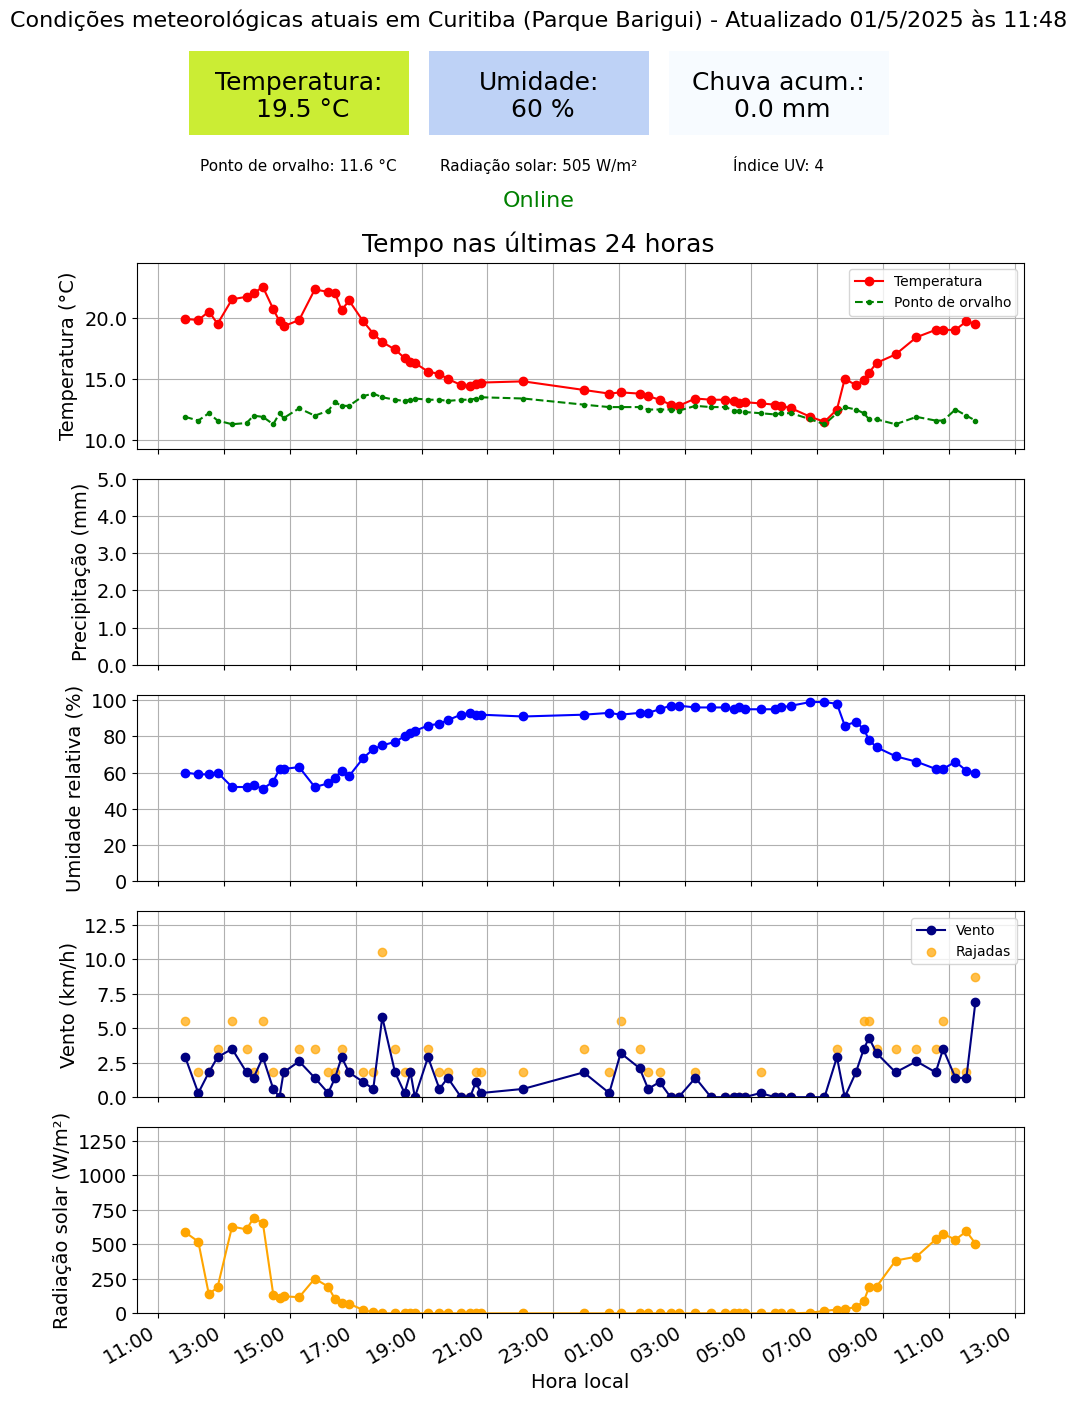 Condições meteorológicas atuais em Curitiba (Parque Barigui) - Atualizado 01/5/2025 às 11:48
Temperatura:
19.5 °C
Umidade:
60 %
Chuva acum.:
0.0 mm
Ponto de orvalho: 11.6 °C
Radiação solar: 505 W/m²
Índice UV: 4
Online
Tempo nas últimas 24 horas
Temperatura (°C)
20.0
15.0
10.0
Temperatura
Ponto de orvalho
Precipitação (mm)
5.0
4.0
3.0
2.0
1.0
0.0
Umidade relativa (%)
100
80
60
40
20
0
Vento (km/h)
12.5
10.0
7.5
5.0
2.5
0.0
Vento
Rajadas
Radiação solar (W/m²)
1250
1000
750
500
250
0
11:00
13:00
15:00
17:00
19:00
21:00
23:00
01:00
03:00
05:00
07:00
09:00
11:00
13:00
Hora local